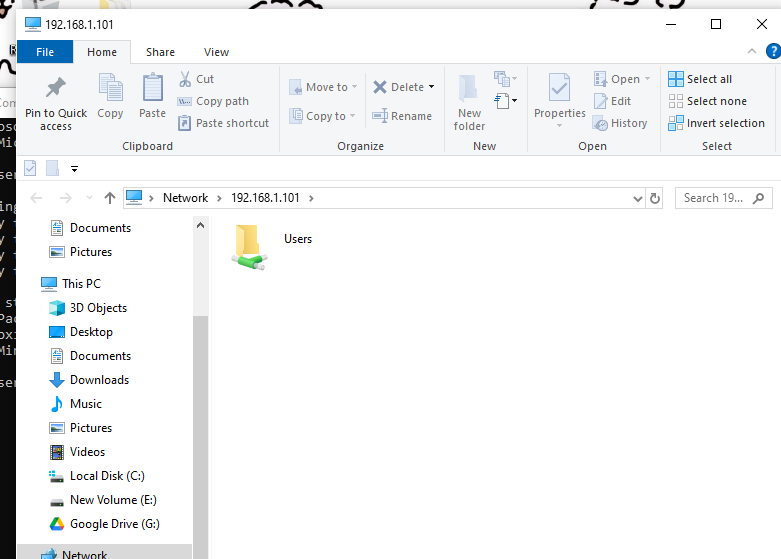 192.168.1.101
File Home Share View
Pin to Quick access
Copy
Paste
Cut
Copy path
Paste shortcut
Clipboard
Move to
Copy to
Delete
Rename
Organize
New folder
New
Properties
Open
Edit
History
Open
Select all
Select none
Invert selection
Select
Network 192.168.1.101
Search 19...
Documents
Pictures
This PC
3D Objects
Desktop
Documents
Downloads
Music
Pictures
Videos
Local Disk (C:)
New Volume (E:)
Google Drive (G:)
Network
Users